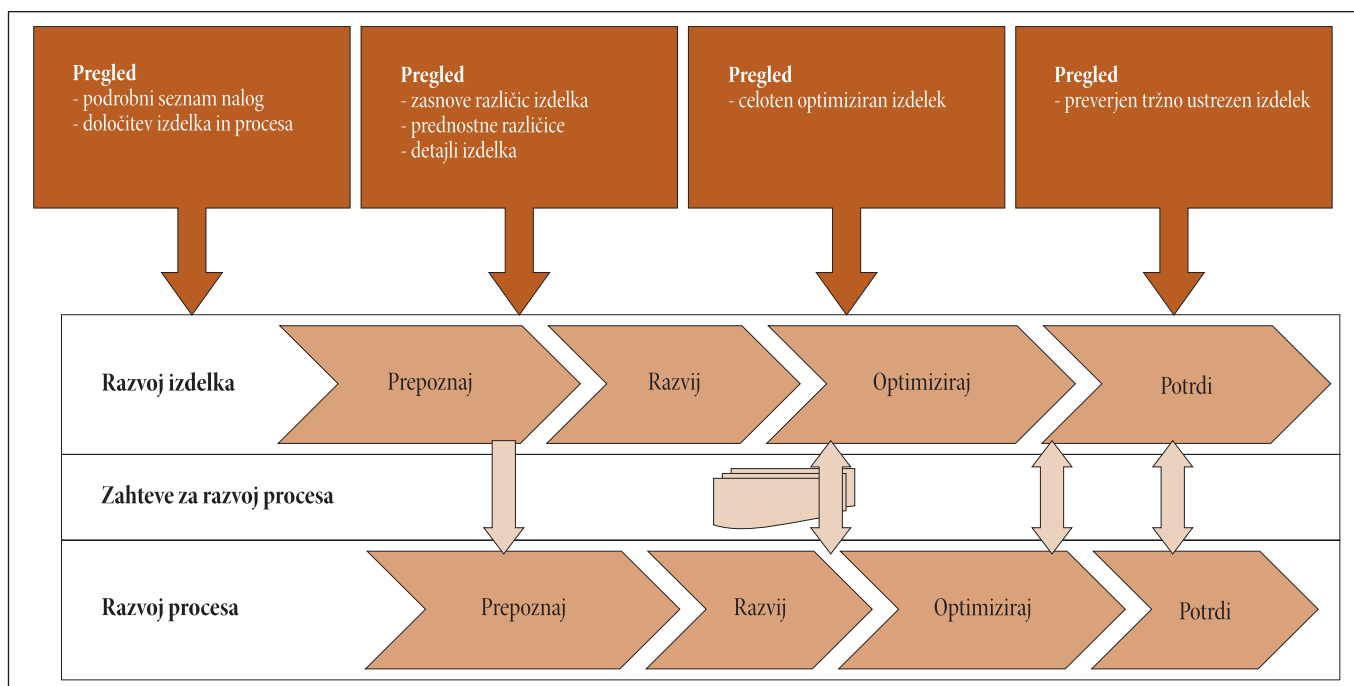 Pregled
- podrobni seznam nalog
- določitev izdelka in procesa
Pregled
- zasnove različic izdelka
- prednostne različice
- detajli izdelka
Pregled
- celoten optimiziran izdelek
Pregled
- preverjen tržno ustrezen izdelek
Razvoj izdelka
Prepoznaj
Razvij
Optimiziraj
Potrdi
Zahteve za razvoj procesa
Razvoj procesa
Prepoznaj
Razvij
Optimiziraj
Potrdi